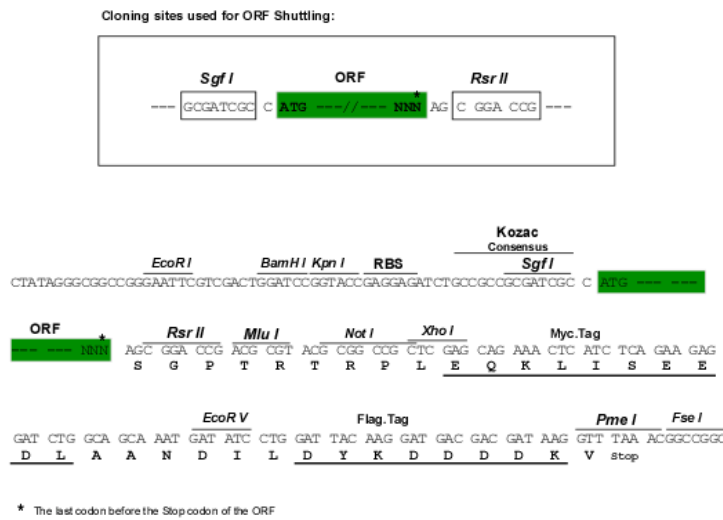 Cloning sites used for ORF Shuttling:
Sgf I ORF Rsr II
*
--- GCGATCGC C ATG ---//--- NNN AG C GGA CCG ---
Kozac
Consensus
EcoR I BamH I Kpn I RBS Sgf I
CTATAGGGCGGCCGGGAATTCGTCGACTGGATCCGGTACCGAGGAGATCTGCCGCCGCGATCGC C ATG --- ---
ORF * Rsr II Mlu I Not I Xho I Myc.Tag
--- --- NNN AGC GGA CCG ACG CGT ACG CGG CCG CTC GAG CAG AAA CTC ATC TCA GAA GAG
S G P T R T R P L E Q K L I S E E
EcoR V Flag.Tag Pme I Fse I
GAT CTG GCA GCA AAT GAT ATC CTG GAT TAC AAG GAT GAC GAC GAT AAG GTT TAA ACGGCCGGC
D L A A N D I L D Y K D D D D K V Stop
* The last codon before the Stop codon of the ORF